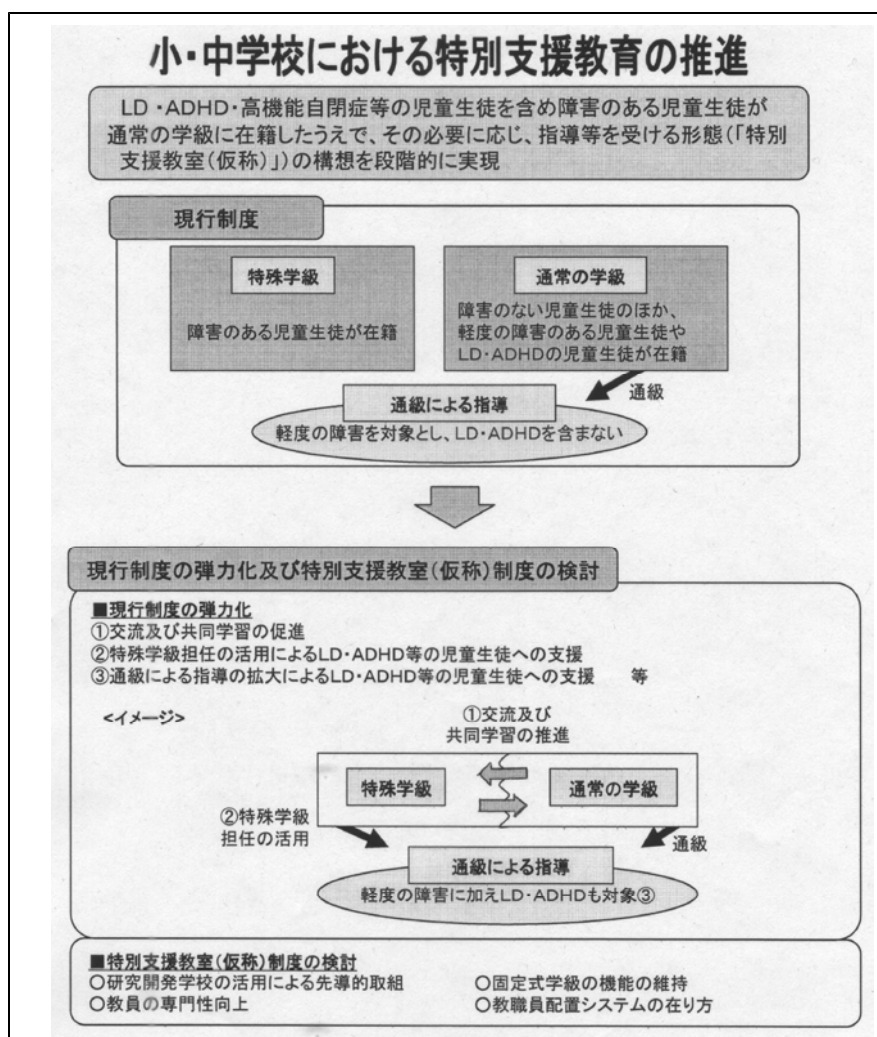 小・中学校における特別支援教育の推進
LD・ADHD・高機能自閉症等の児童生徒を含め障害のある児童生徒が
通常の学級に在籍したうえで、その必要に応じ、指導等を受ける形態(「特別
支援教室(仮称)」)の構想を段階的に実現
現行制度
特殊学級
障害のある児童生徒が在籍
通常の学級
障害のない児童生徒のほか、
軽度の障害のある児童生徒や
LD・ADHDの児童生徒が在籍
通級
通級による指導
軽度の障害を対象とし、LD・ADHDを含まない
現行制度の弾力化及び特別支援教室(仮称)制度の検討
■現行制度の弾力化
①交流及び共同学習の促進
②特殊学級担任の活用によるLD・ADHD等の児童生徒への支援
③通級による指導の拡大によるLD・ADHD等の児童生徒への支援 等
<イメージ>
①交流及び
共同学習の推進
特殊学級
通常の学級
②特殊学級
担任の活用
通級
通級による指導
軽度の障害に加えLD・ADHDも対象③
■特別支援教室(仮称)制度の検討
○研究開発学校の活用による先導的取組
○固定式学級の機能の維持
○教員の専門性向上
○教職員配置システムの在り方